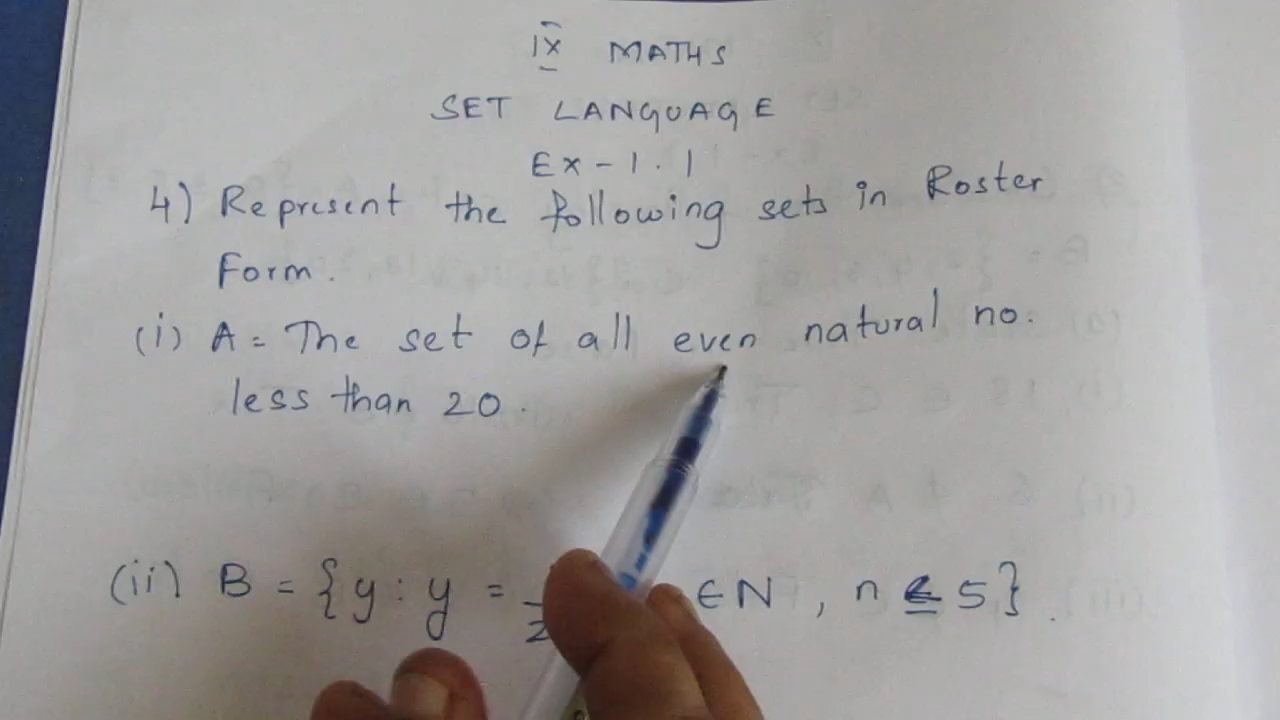 IX MATHS
SET LANGUAGE
Ex - 1.1
4) Represent the following sets in Roster
Form.
(i) A = The set of all even natural no.
less than 20.
(ii) B = {y : y = ∈ N , n ≤ 5}.